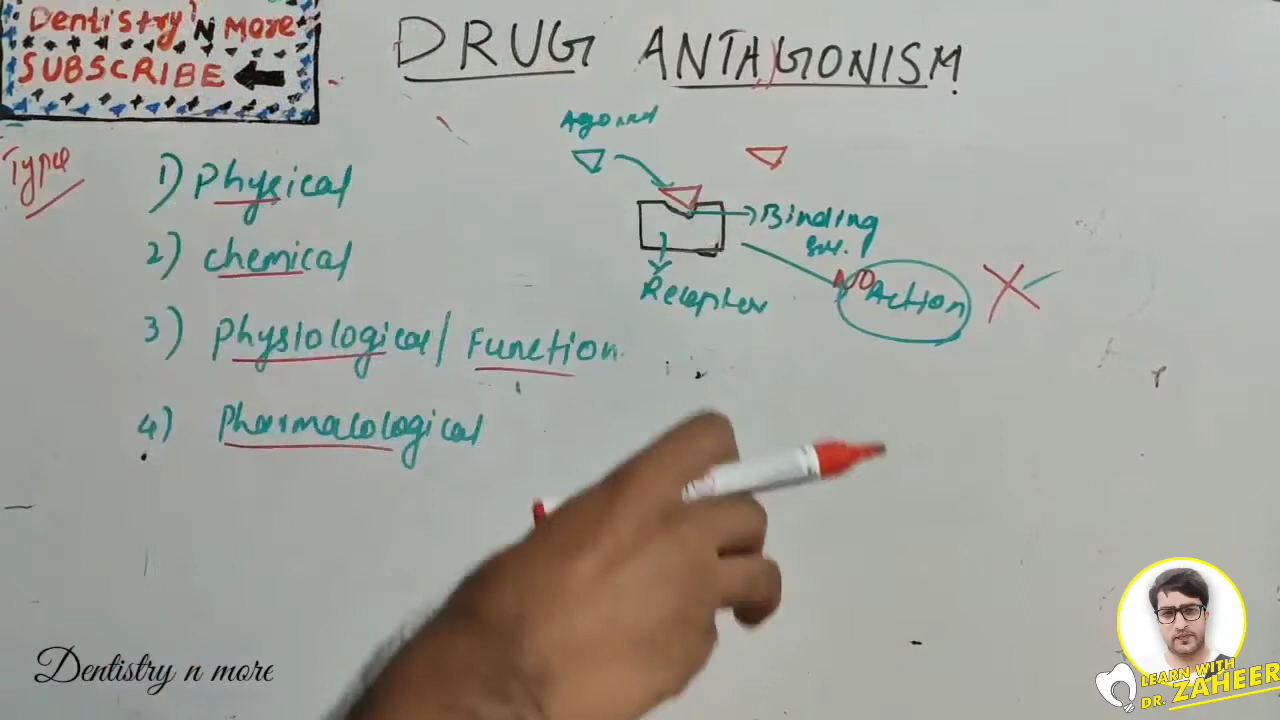 Dentistry 'N More
SUBSCRIBE
DRUG ANTAGONISM
Type
1) Physical
2) chemical
3) Physiological/ Function
4) Pharmacological
Agonist
Binding
Receptor
NO Action
Dentistry n more
LEARN WITH
DR. ZAHEER